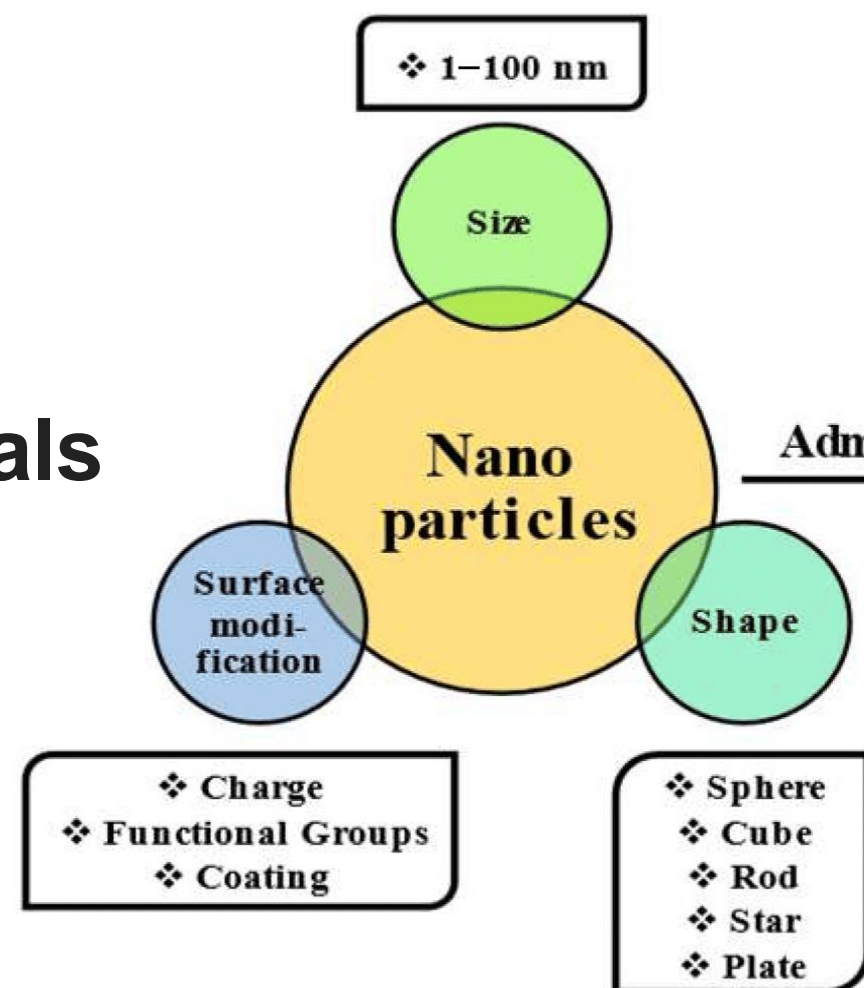 ❖ 1–100 nm
Size
Nano
particles
Surface
modi-
fication
Shape
❖ Charge
❖ Functional Groups
❖ Coating
❖ Sphere
❖ Cube
❖ Rod
❖ Star
❖ Plate